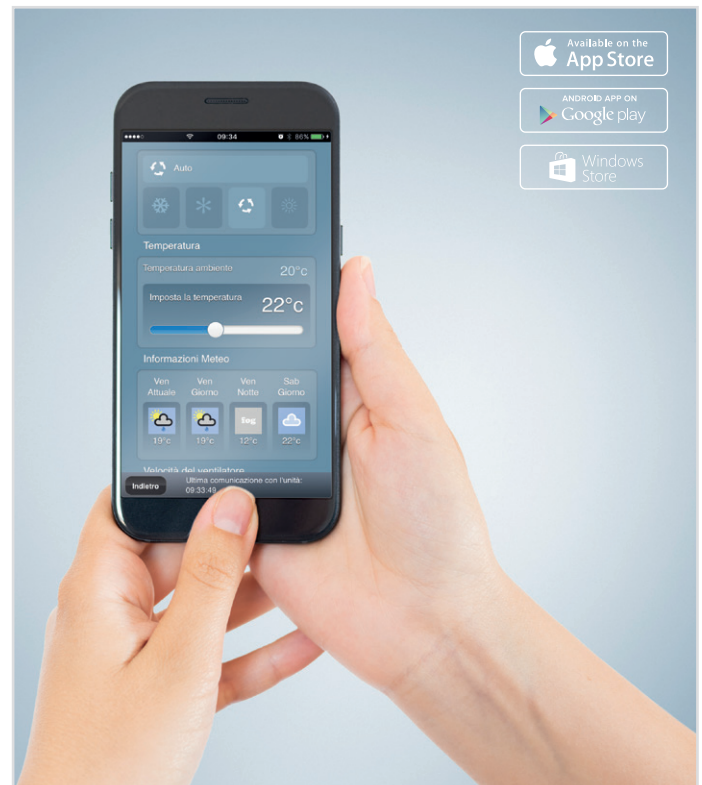 Available on the
App Store
ANDROID APP ON
Google play
Windows
Store
09:34
86%
Auto
Temperatura
Temperatura ambiente 20°c
Imposta la temperatura 22°c
Informazioni Meteo
Ven Ven Ven Sab
Attuale Giorno Notte Giorno
19°c 19°c 12°c 22°c
Velocità del ventilatore
Indietro
Ultima comunicazione con l'unità:
09:33:49